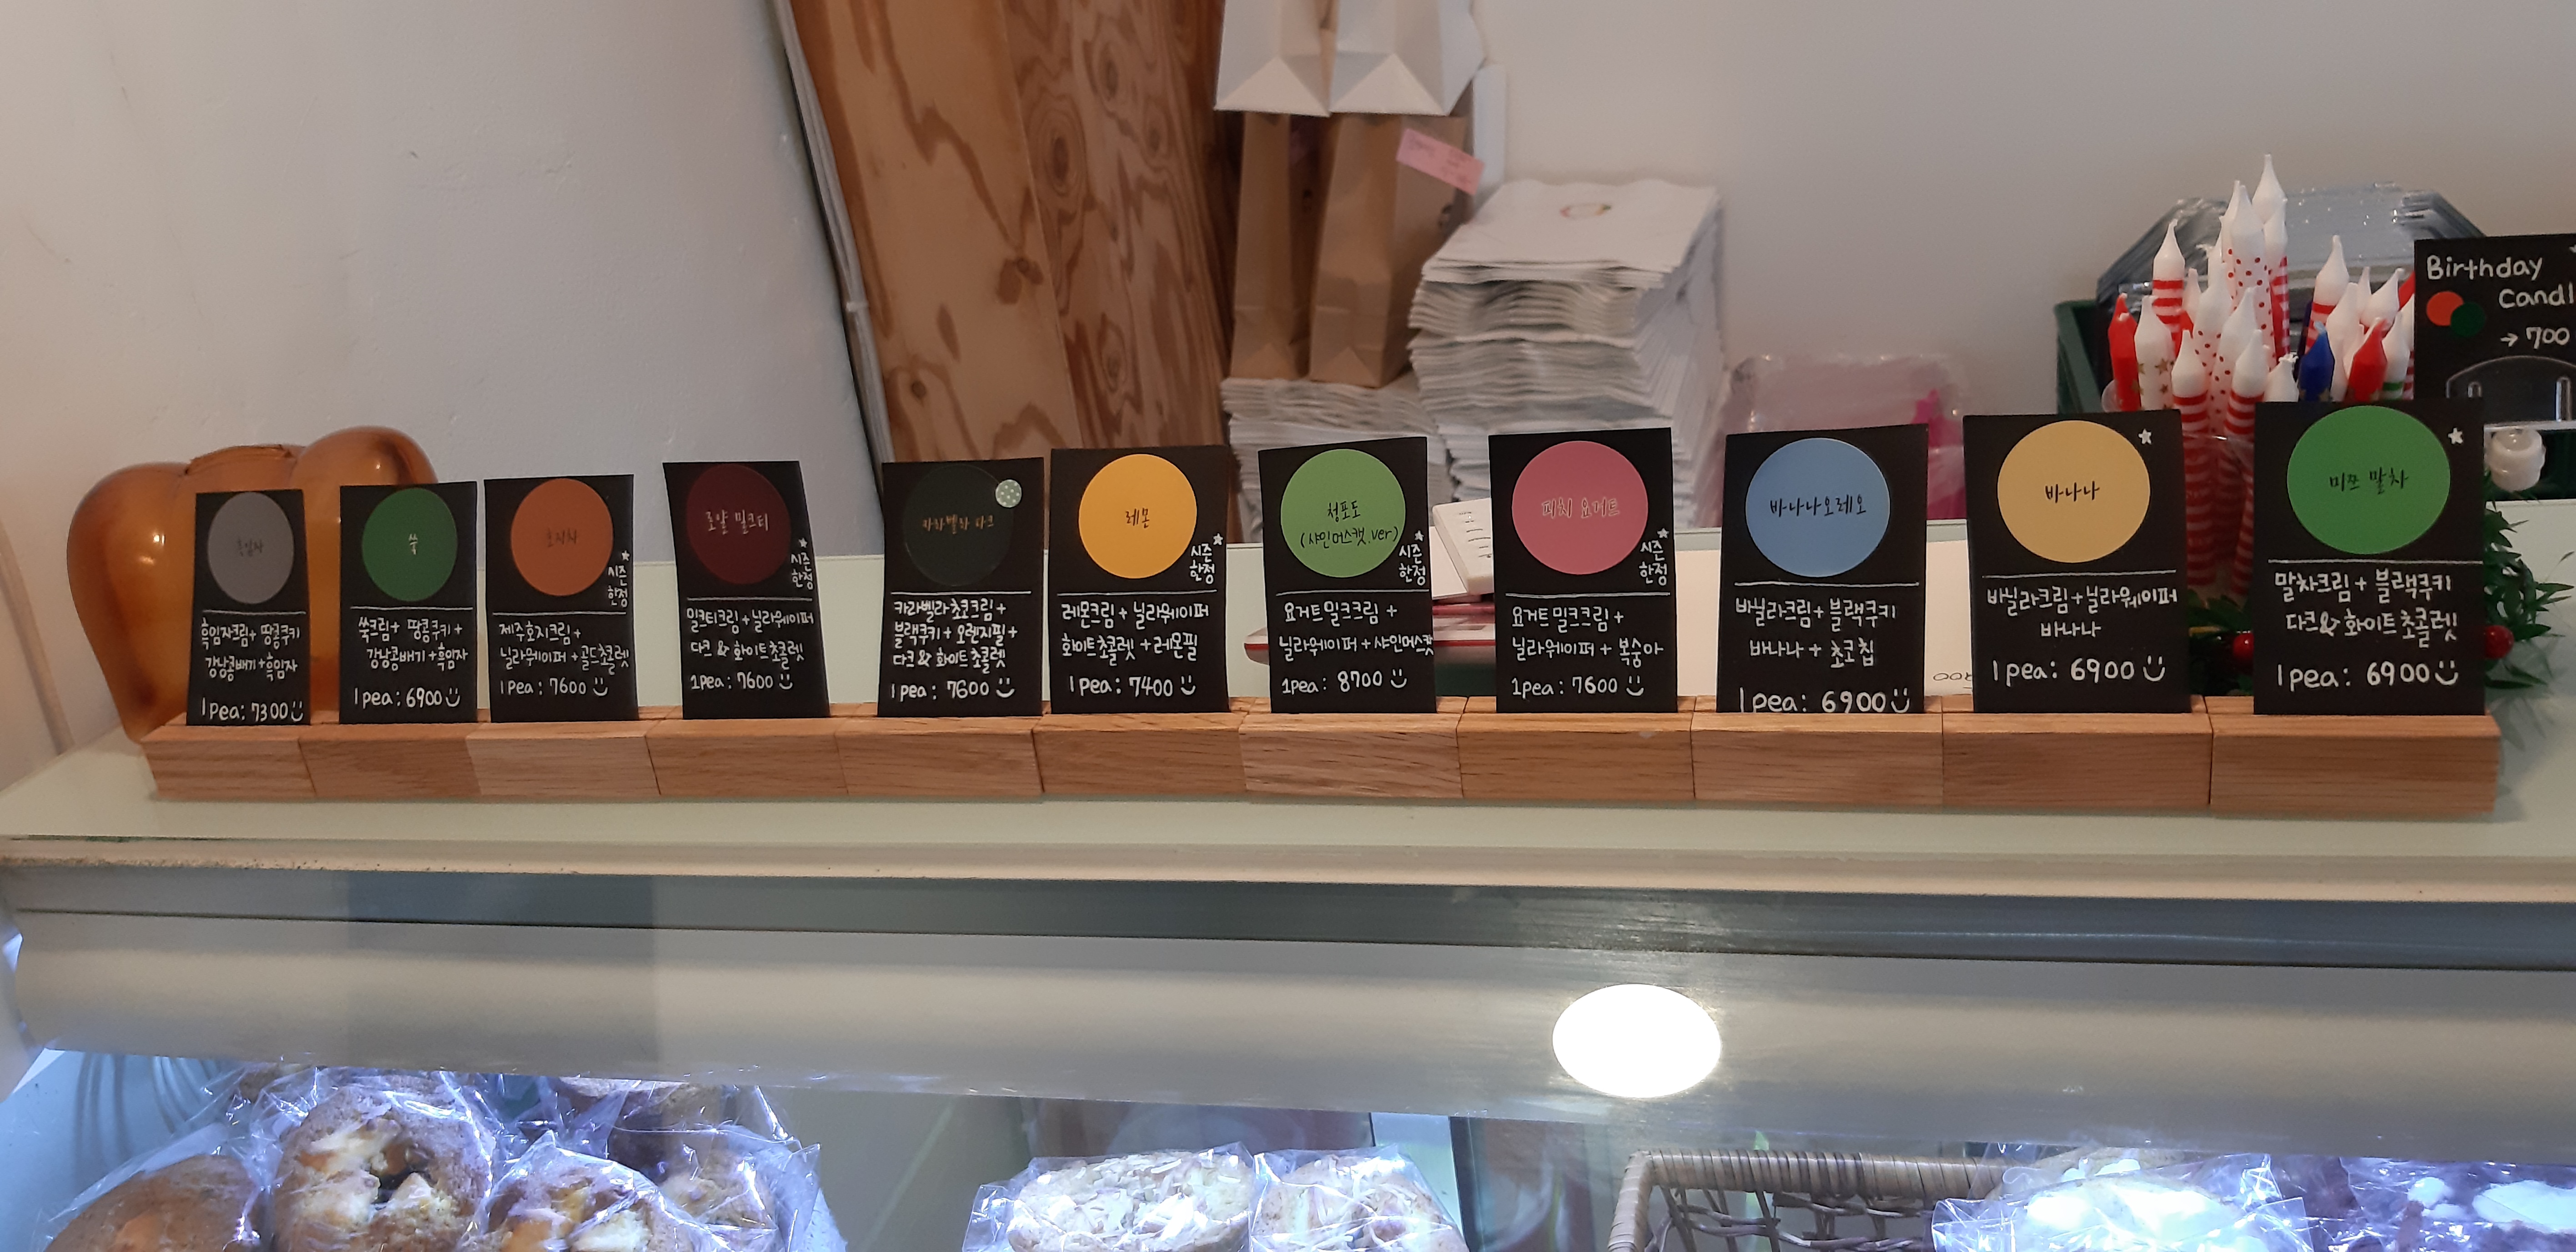 흑임자
흑임자크림+땅콩쿠키
강낭콩배기+흑임자
1pea: 7300
쑥
쑥크림+ 땅콩쿠키+
강낭콩배기+흑임자
1pea: 6900
호지차
시즌
한정
제주호지크림+
닐라웨이퍼+골드초콜렛
1pea: 7600
로얄 밀크티
시즌
한정
밀크티크림+닐라웨이퍼
다크 & 화이트초콜렛
1pea: 7600
카라벨라 다크
카라벨라초코크림+
블랙쿠키+오렌지필+
다크 & 화이트초콜렛
1pea: 7600
레몬
시즌
한정
레몬크림+닐라웨이퍼
화이트초콜렛+레몬필
1pea: 7400
청포도
(샤인머스캣.ver)
시즌
한정
요거트밀크크림+
닐라웨이퍼+샤인머스캣
1pea: 8700
피치 요거트
시즌
한정
요거트밀크크림+
닐라웨이퍼+ 복숭아
1pea: 7600
바나나오레오
바닐라크림+블랙쿠키
바나나+초코칩
1pea: 6900
바나나
바닐라크림+닐라웨이퍼
바나나
1pea: 6900
미쯔 말차
말차크림+블랙쿠키
다크& 화이트초콜렛
1pea: 6900
Birthday
Candl
→ 700